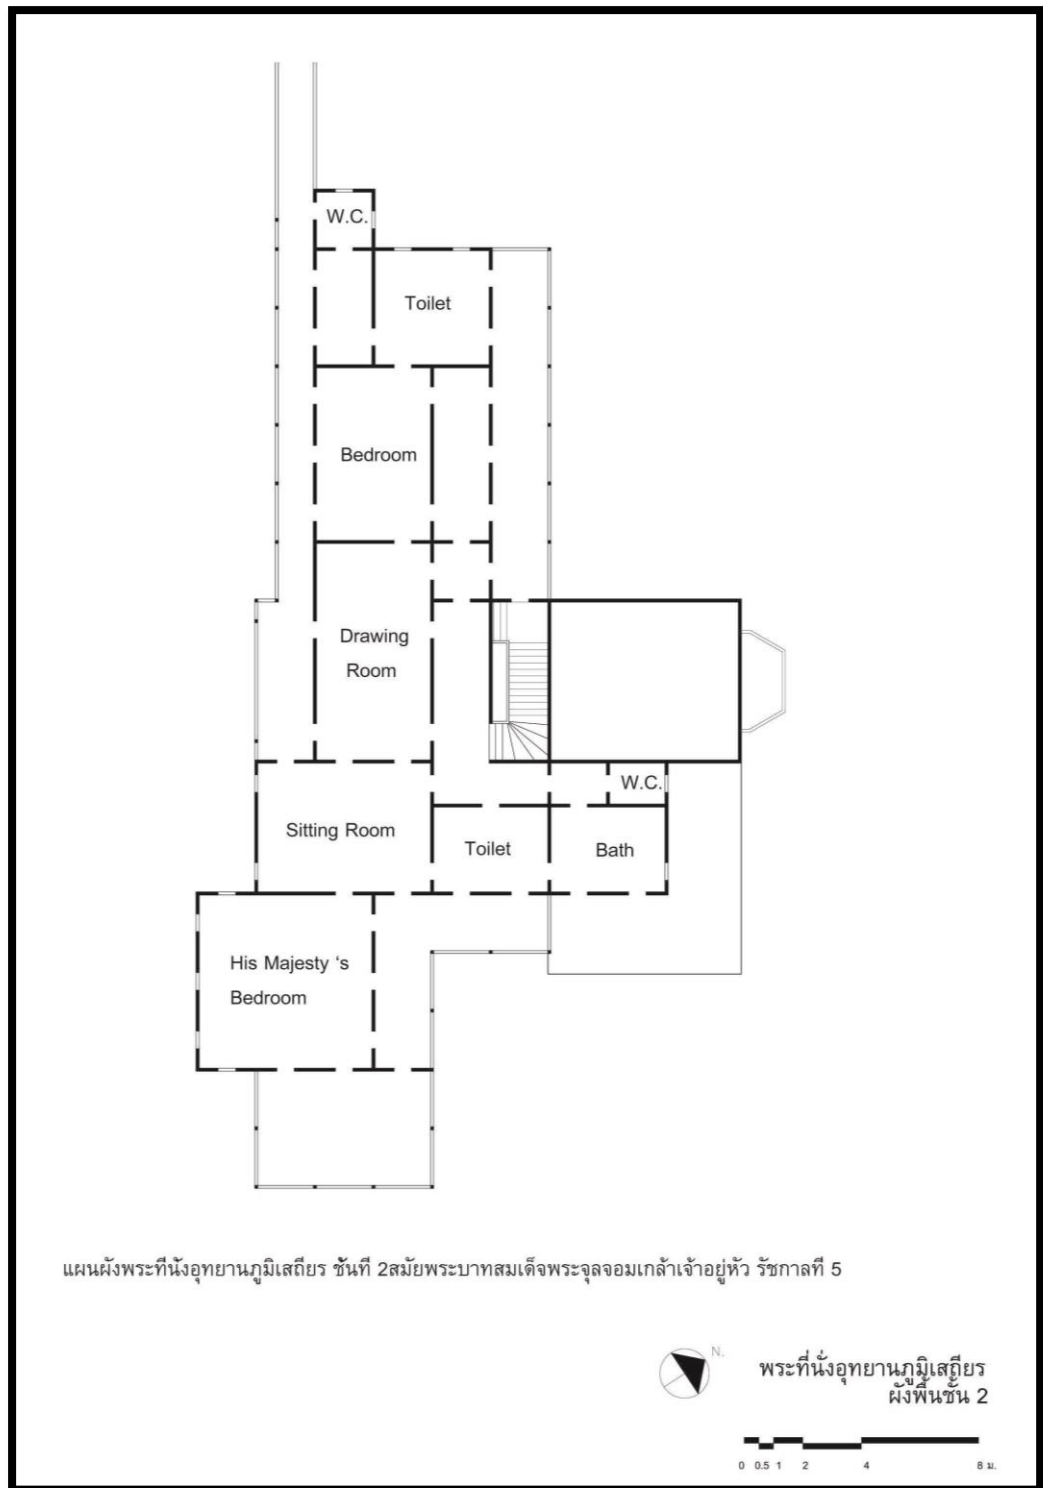 W.C.
Toilet
Bedroom
Drawing
Room
W.C.
Sitting Room
Toilet
Bath
His Majesty ‘s
Bedroom
แผนผังพระที่นั่งอุทยานภูมิเสถียร ชั้นที่ 2สมัยพระบาทสมเด็จพระจุลจอมเกล้าเจ้าอยู่หัว รัชกาลที่ 5
N.
พระที่นั่งอุทยานภูมิเสถียร
ผังพื้นชั้น 2
0 0.5 1 2 4 8 ม.